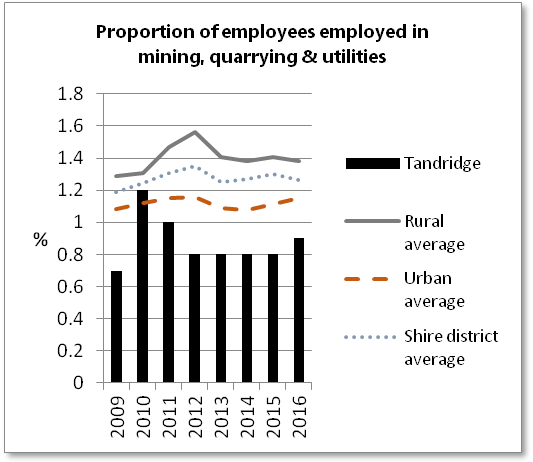 Proportion of employees employed in
mining, quarrying & utilities
1.8
1.6
1.4
1.2
1
0.8
0.6
0.4
0.2
0
%
2009
2010
2011
2012
2013
2014
2015
2016
Tandridge
Rural
average
Urban
average
Shire district
average